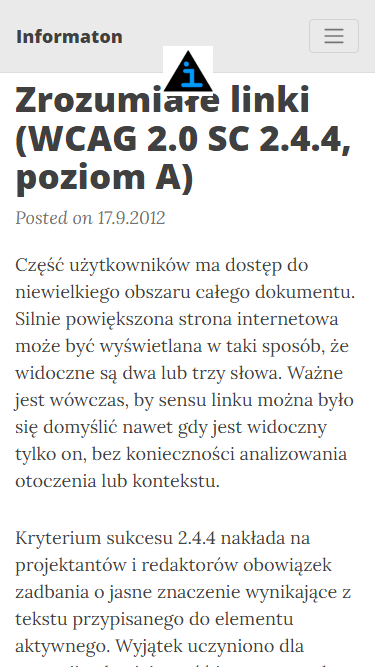 Informaton
Zrozumiałe linki
(WCAG 2.0 SC 2.4.4,
poziom A)
Posted on 17.9.2012
Część użytkowników ma dostęp do
niewielkiego obszaru całego dokumentu.
Silnie powiększona strona internetowa
może być wyświetlana w taki sposób, że
widoczne są dwa lub trzy słowa. Ważne
jest wówczas, by sensu linku można było
się domyślić nawet gdy jest widoczny
tylko on, bez konieczności analizowania
otoczenia lub kontekstu.
Kryterium sukcesu 2.4.4 nakłada na
projektantów i redaktorów obowiązek
zadbania o jasne znaczenie wynikające z
tekstu przypisanego do elementu
aktywnego. Wyjątek uczyniono dla